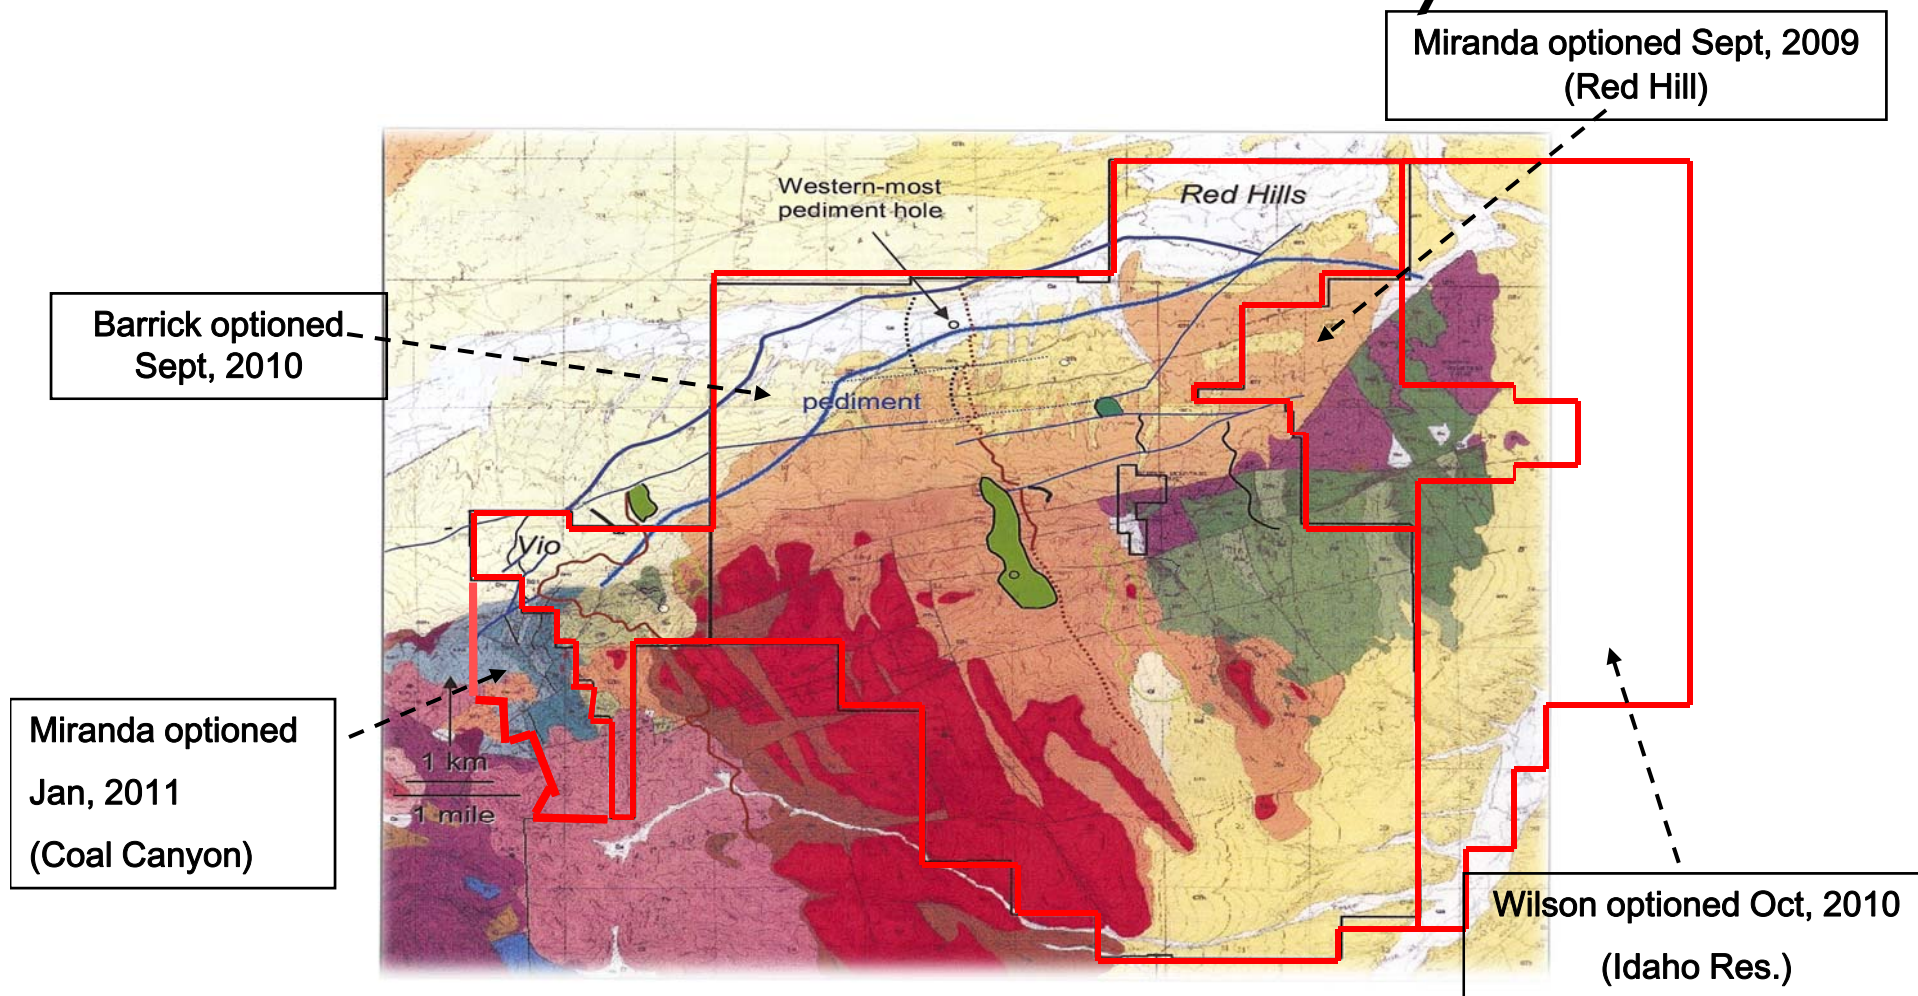 Miranda optioned Sept, 2009
(Red Hill)
Western-most
pediment hole
Red Hills
Barrick optioned
Sept, 2010
pediment
Vio
Miranda optioned
Jan, 2011
(Coal Canyon)
1 km
1 mile
Wilson optioned Oct, 2010
(Idaho Res.)